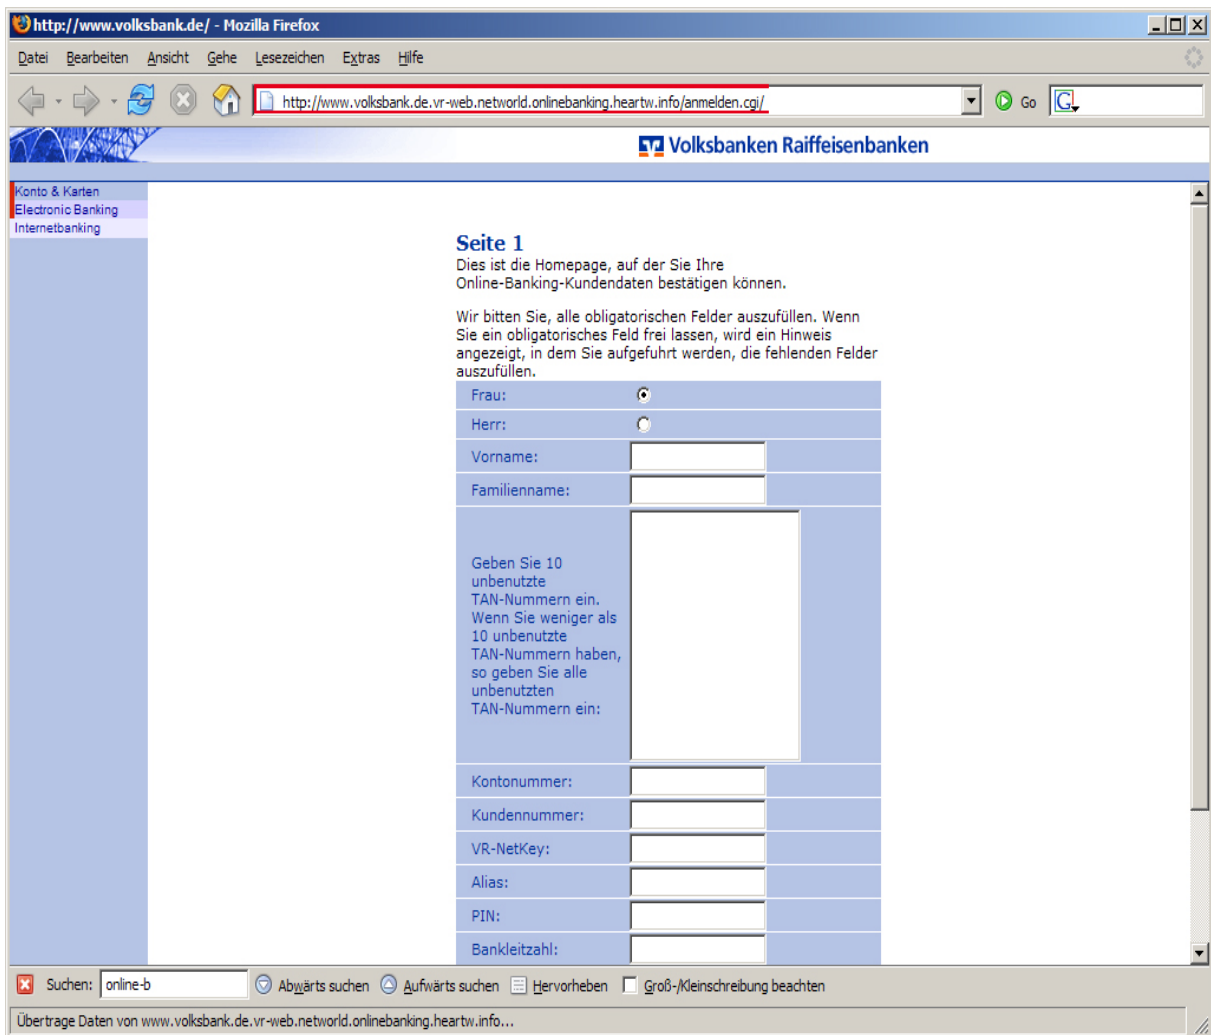 http://www.volksbank.de/ - Mozilla Firefox
Datei Bearbeiten Ansicht Gehe Lesezeichen Extras Hilfe
http://www.volksbank.de.vr-web.networld.onlinebanking.heartw.info/anmelden.cgi/ Go G
Volksbanken Raiffeisenbanken
Konto & Karten
Electronic Banking
Internetbanking
Seite 1
Dies ist die Homepage, auf der Sie Ihre
Online-Banking-Kundendaten bestätigen können.
Wir bitten Sie, alle obligatorischen Felder auszufüllen. Wenn
Sie ein obligatorisches Feld frei lassen, wird ein Hinweis
angezeigt, in dem Sie aufgefuhrt werden, die fehlenden Felder
auszufüllen.
Frau:
Herr:
Vorname:
Familienname:
Geben Sie 10
unbenutzte
TAN-Nummern ein.
Wenn Sie weniger als
10 unbenutzte
TAN-Nummern haben,
so geben Sie alle
unbenutzten
TAN-Nummern ein:
Kontonummer:
Kundennummer:
VR-NetKey:
Alias:
PIN:
Bankleitzahl:
Suchen: online-b Abwärts suchen Aufwärts suchen Hervorheben Groß-/Kleinschreibung beachten
Übertrage Daten von www.volksbank.de.vr-web.networld.onlinebanking.heartw.info...